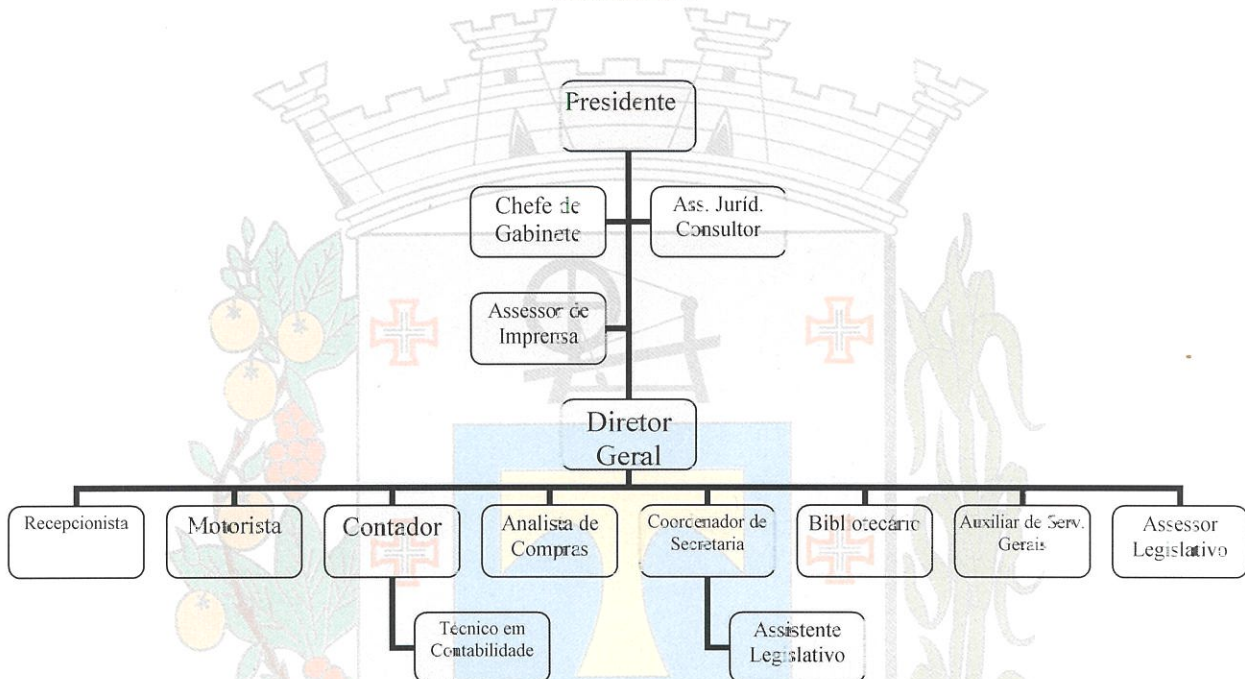 Presidente
Chefe de
Gabinete
Ass. Juríd.
Consultor
Assessor de
Imprensa
Diretor
Geral
Recepcionista
Motorista
Contador
Analista de
Compras
Coordenador de
Secretaria
Bibliotecário
Auxiliar de Serv.
Gerais
Assessor
Legislativo
Técnico em
Contabilidade
Assistente
Legislativo